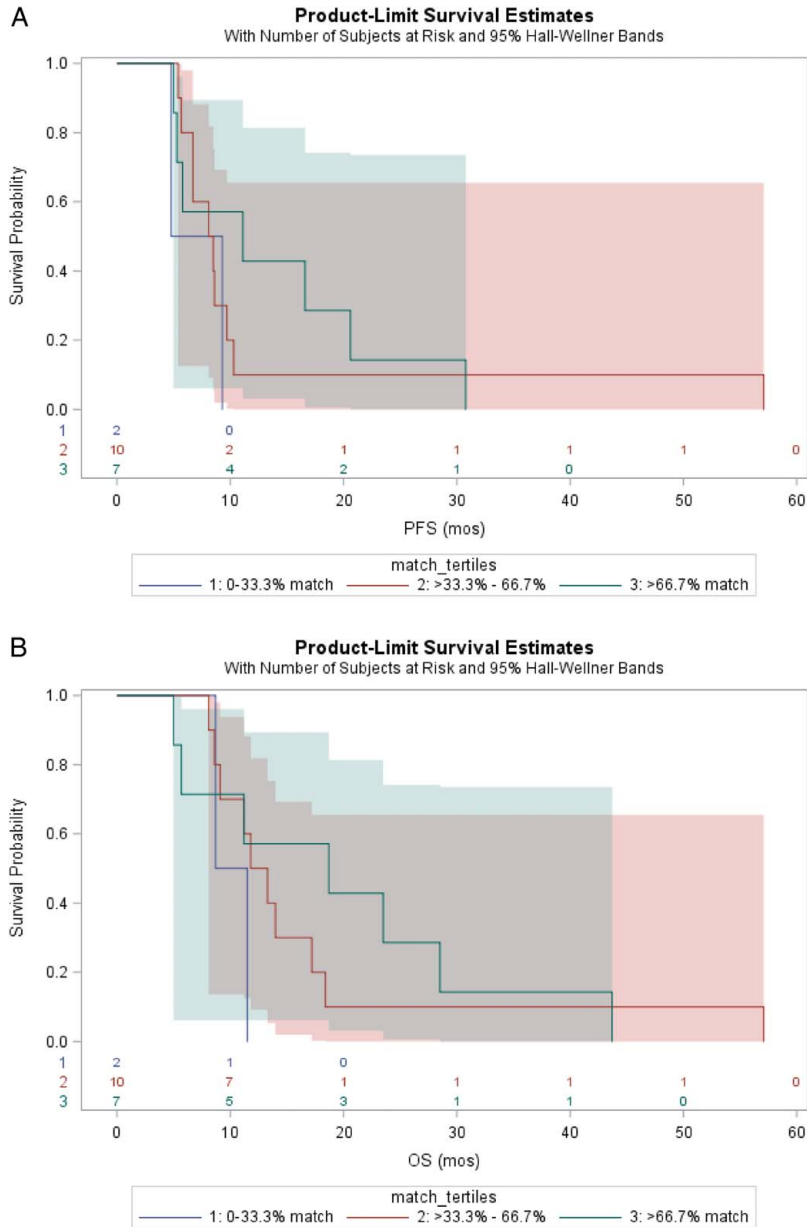 A
Product-Limit Survival Estimates
With Number of Subjects at Risk and 95% Hall-Wellner Bands
Survival Probability
1.0
0.8
0.6
0.4
0.2
0.0
1 2 0
2 10 2 1 1 1 1 0
3 7 4 2 1 0
0 10 20 30 40 50 60
PFS (mos)
match_tertiles
1: 0-33.3% match 2: >33.3% - 66.7% 3: >66.7% match
B
Product-Limit Survival Estimates
With Number of Subjects at Risk and 95% Hall-Wellner Bands
Survival Probability
1.0
0.8
0.6
0.4
0.2
0.0
1 2 1 0
2 10 7 1 1 1 1 0
3 7 5 3 1 1 0
0 10 20 30 40 50 60
OS (mos)
match_tertiles
1: 0-33.3% match 2: >33.3% - 66.7% 3: >66.7% match